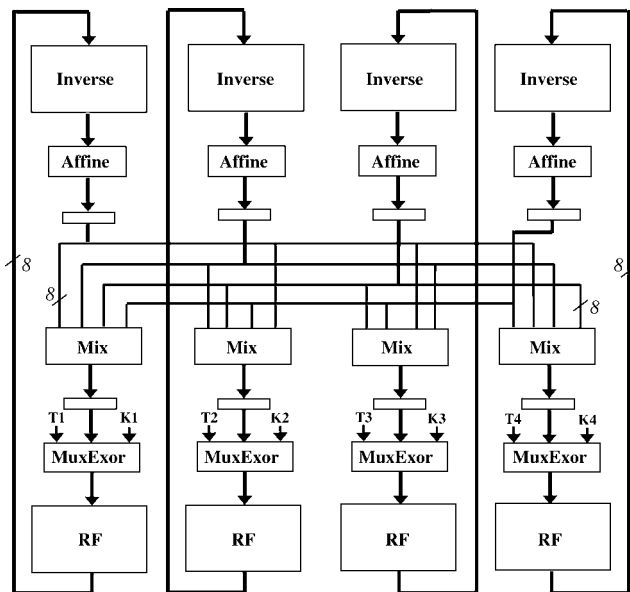 Inverse Inverse Inverse Inverse
Affine Affine Affine Affine
8 8
8 8
Mix Mix Mix Mix
T1 K1 T2 K2 T3 K3 T4 K4
MuxExor MuxExor MuxExor MuxExor
RF RF RF RF